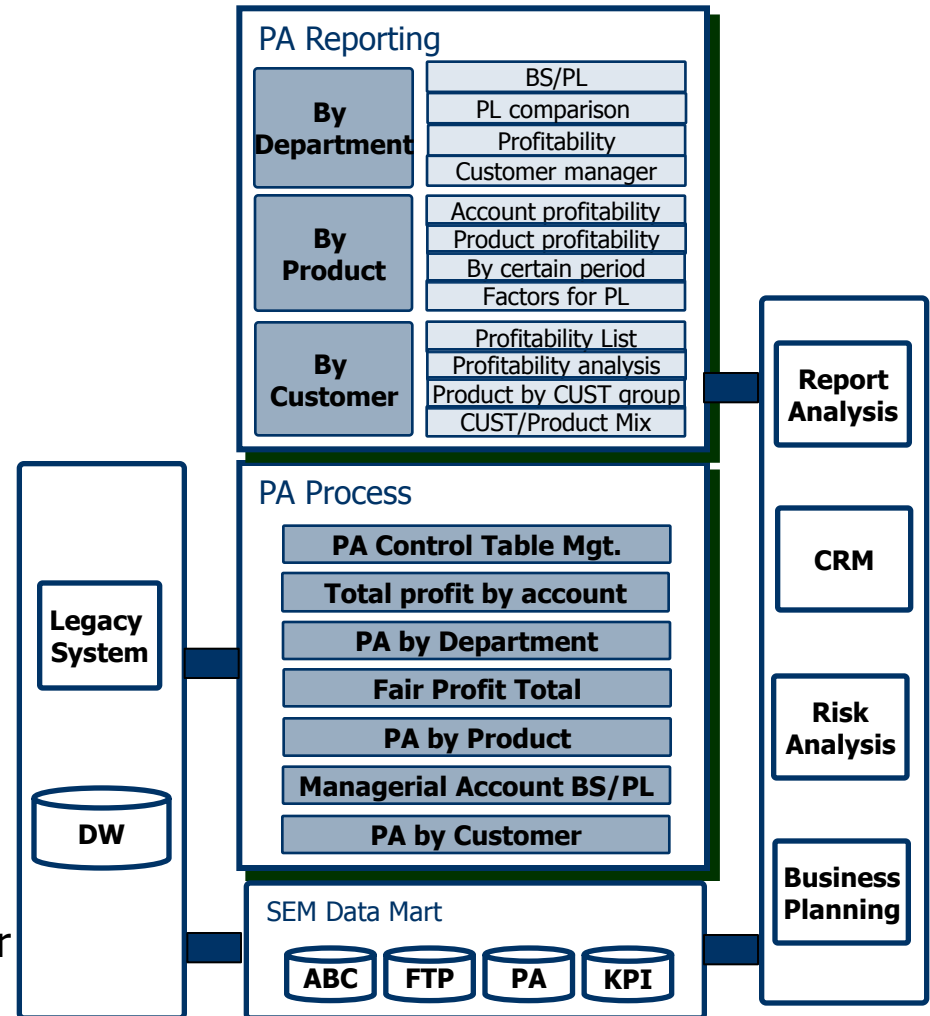 PA Reporting
By
Department
BS/PL
PL comparison
Profitability
Customer manager
By
Product
Account profitability
Product profitability
By certain period
Factors for PL
By
Customer
Profitability List
Profitability analysis
Product by CUST group
CUST/Product Mix
Legacy
System
DW
r
PA Process
PA Control Table Mgt.
Total profit by account
PA by Department
Fair Profit Total
PA by Product
Managerial Account BS/PL
PA by Customer
SEM Data Mart
ABC
FTP
PA
KPI
Report
Analysis
CRM
Risk
Analysis
Business
Planning